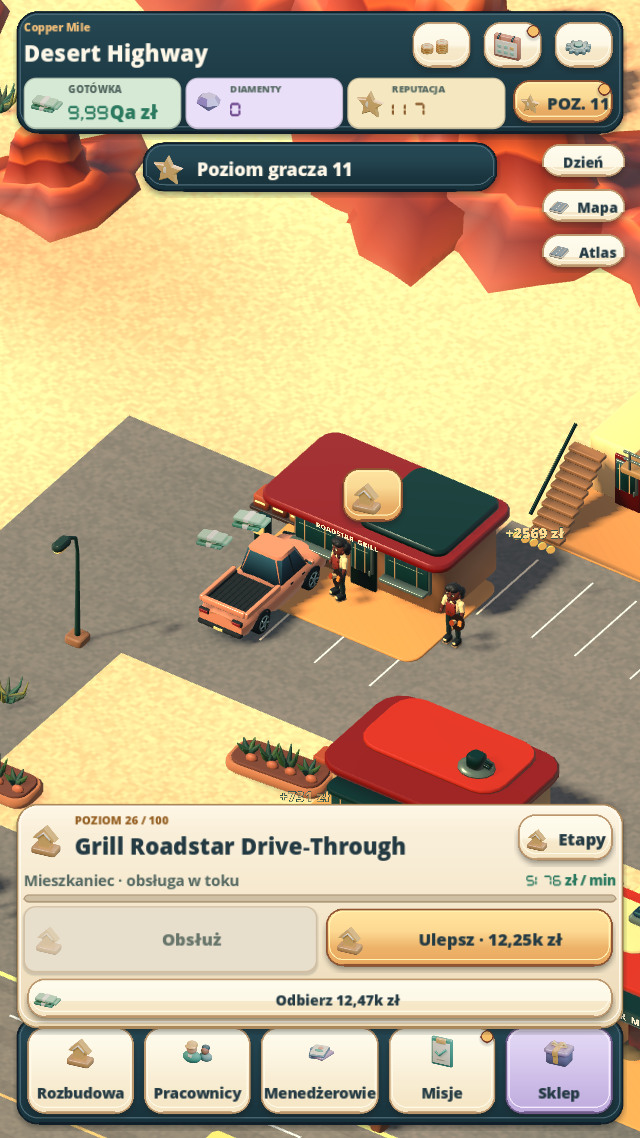 Copper Mile
Desert Highway
GOTÓWKA
9,99Qa zł
DIAMENTY
0
REPUTACJA
117
POZ. 11
Poziom gracza 11
Dzień
Mapa
Atlas
ROADSTAR GRILL
+2569 zł
POZIOM 26 / 100
Grill Roadstar Drive-Through
Etapy
Mieszkaniec · obsługa w toku
zł / min
Obsłuż
Ulepsz · 12,25k zł
Odbierz 12,47k zł
Rozbudowa
Pracownicy
Menedżerowie
Misje
Sklep